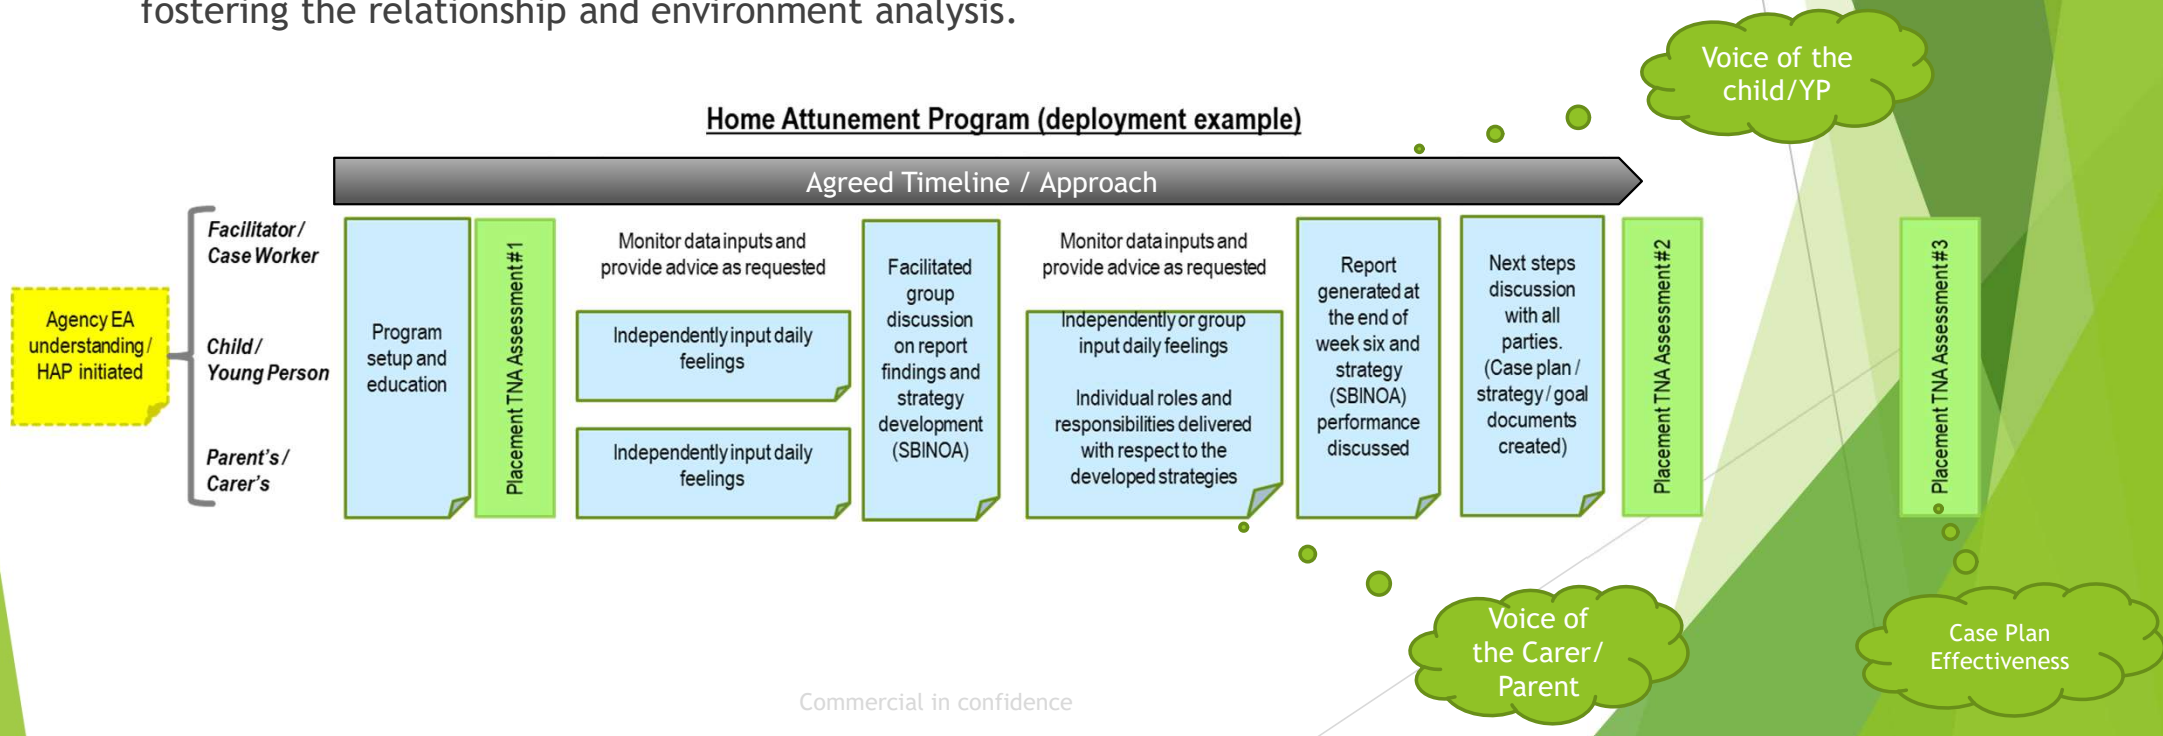 fostering the relationship and environment analysis.
Voice of the
child/YP
Home Attunement Program (deployment example)
Agreed Timeline / Approach
Agency EA
understanding /
HAP initiated
Facilitator /
Case Worker
Child /
Young Person
Parent's /
Carer's
Program
setup and
education
Placement TNA Assessment #1
Monitor data inputs and
provide advice as requested
Independently input daily
feelings
Independently input daily
feelings
Facilitated
group
discussion
on report
findings and
strategy
development
(SBINOA)
Monitor data inputs and
provide advice as requested
Independently or group
input daily feelings
Individual roles and
responsibilities delivered
with respect to the
developed strategies
Report
generated at
the end of
week six and
strategy
(SBINOA)
performance
discussed
Next steps
discussion
with all
parties.
(Case plan /
strategy / goal
documents
created)
Placement TNA Assessment #2
Placement TNA Assessment #3
Voice of
the Carer/
Parent
Case Plan
Effectiveness
Commercial in confidence